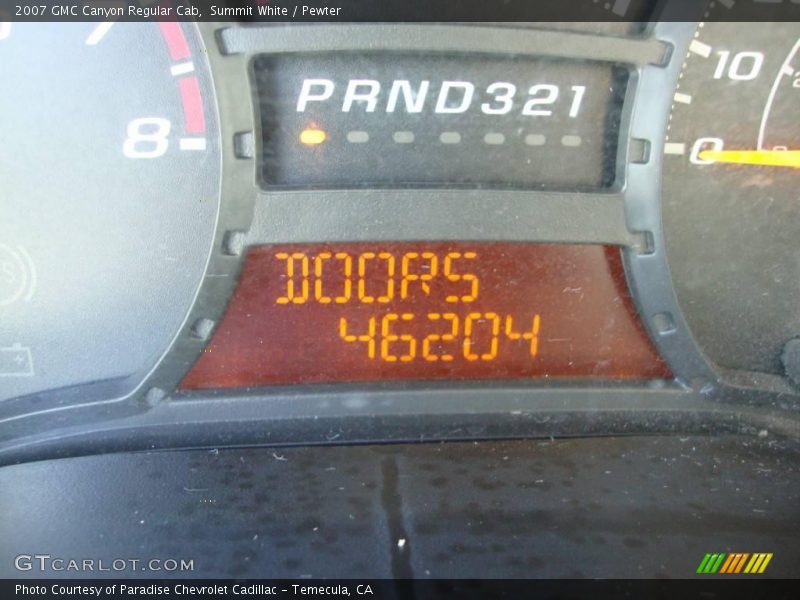 2007 GMC Canyon Regular Cab, Summit White / Pewter
PRND321
8
10
0
DOORS
46204
GTCARLOT.COM
Photo Courtesy of Paradise Chevrolet Cadillac – Temecula, CA